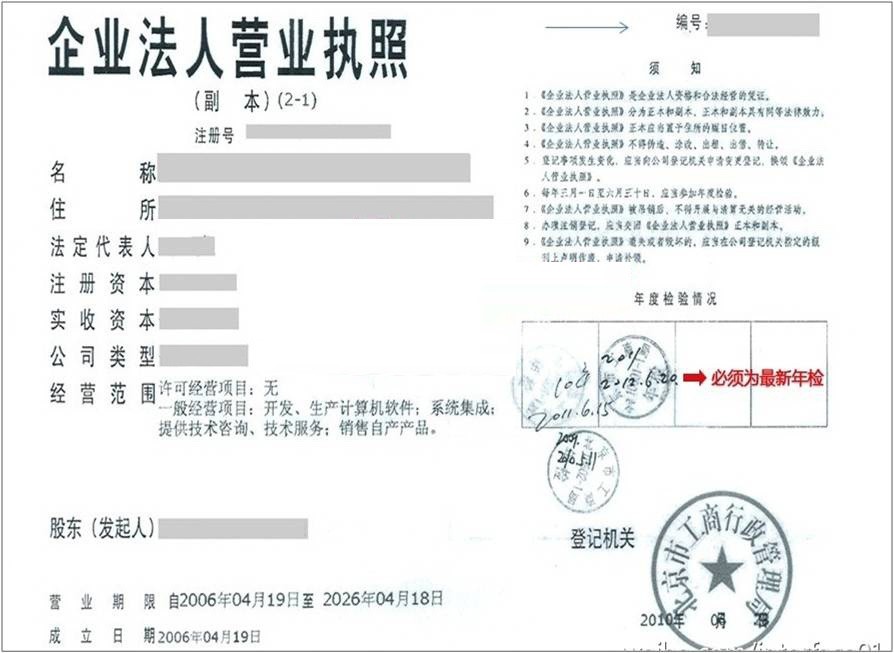 企业法人营业执照
（副 本）(2-1)
注册号
名 称
住 所
法定代表人
注册资本
实收资本
公司类型
经营范围
许可经营项目：无
一般经营项目：开发、生产计算机软件；系统集成；
提供技术咨询、技术服务；销售自产产品。
股东（发起人）
营 业 期 限 自2006年04月19日至 2026年04月18日
成 立 日 期 2006年04月19日
编号：
须 知
1．《企业法人营业执照》是企业法人资格和合法经营的凭证。
2．《企业法人营业执照》分为正本和副本，正本和副本具有同等法律效力。
3．《企业法人营业执照》正本应当置于住所的醒目位置。
4．《企业法人营业执照》不得伪造、涂改、出租、出借、转让。
5．登记事项发生变化，应当向公司登记机关申请变更登记，换领《企业法
人营业执照》。
6．每年三月一日至六月三十日，应当参加年度检验。
7．《企业法人营业执照》被吊销后，不得开展与清算无关的经营活动。
8．办理注销登记，应当交回《企业法人营业执照》正本和副本。
9．《企业法人营业执照》遗失或者毁坏的，应当在公司登记机关指定的报
刊上声明作废，申请补领。
年度检验情况
2011
2012.6.20
2011.6.15
必须为最新年检
2009.
北京市工商
登记机关
北京市工商行政管理局
2010年 06月 23日